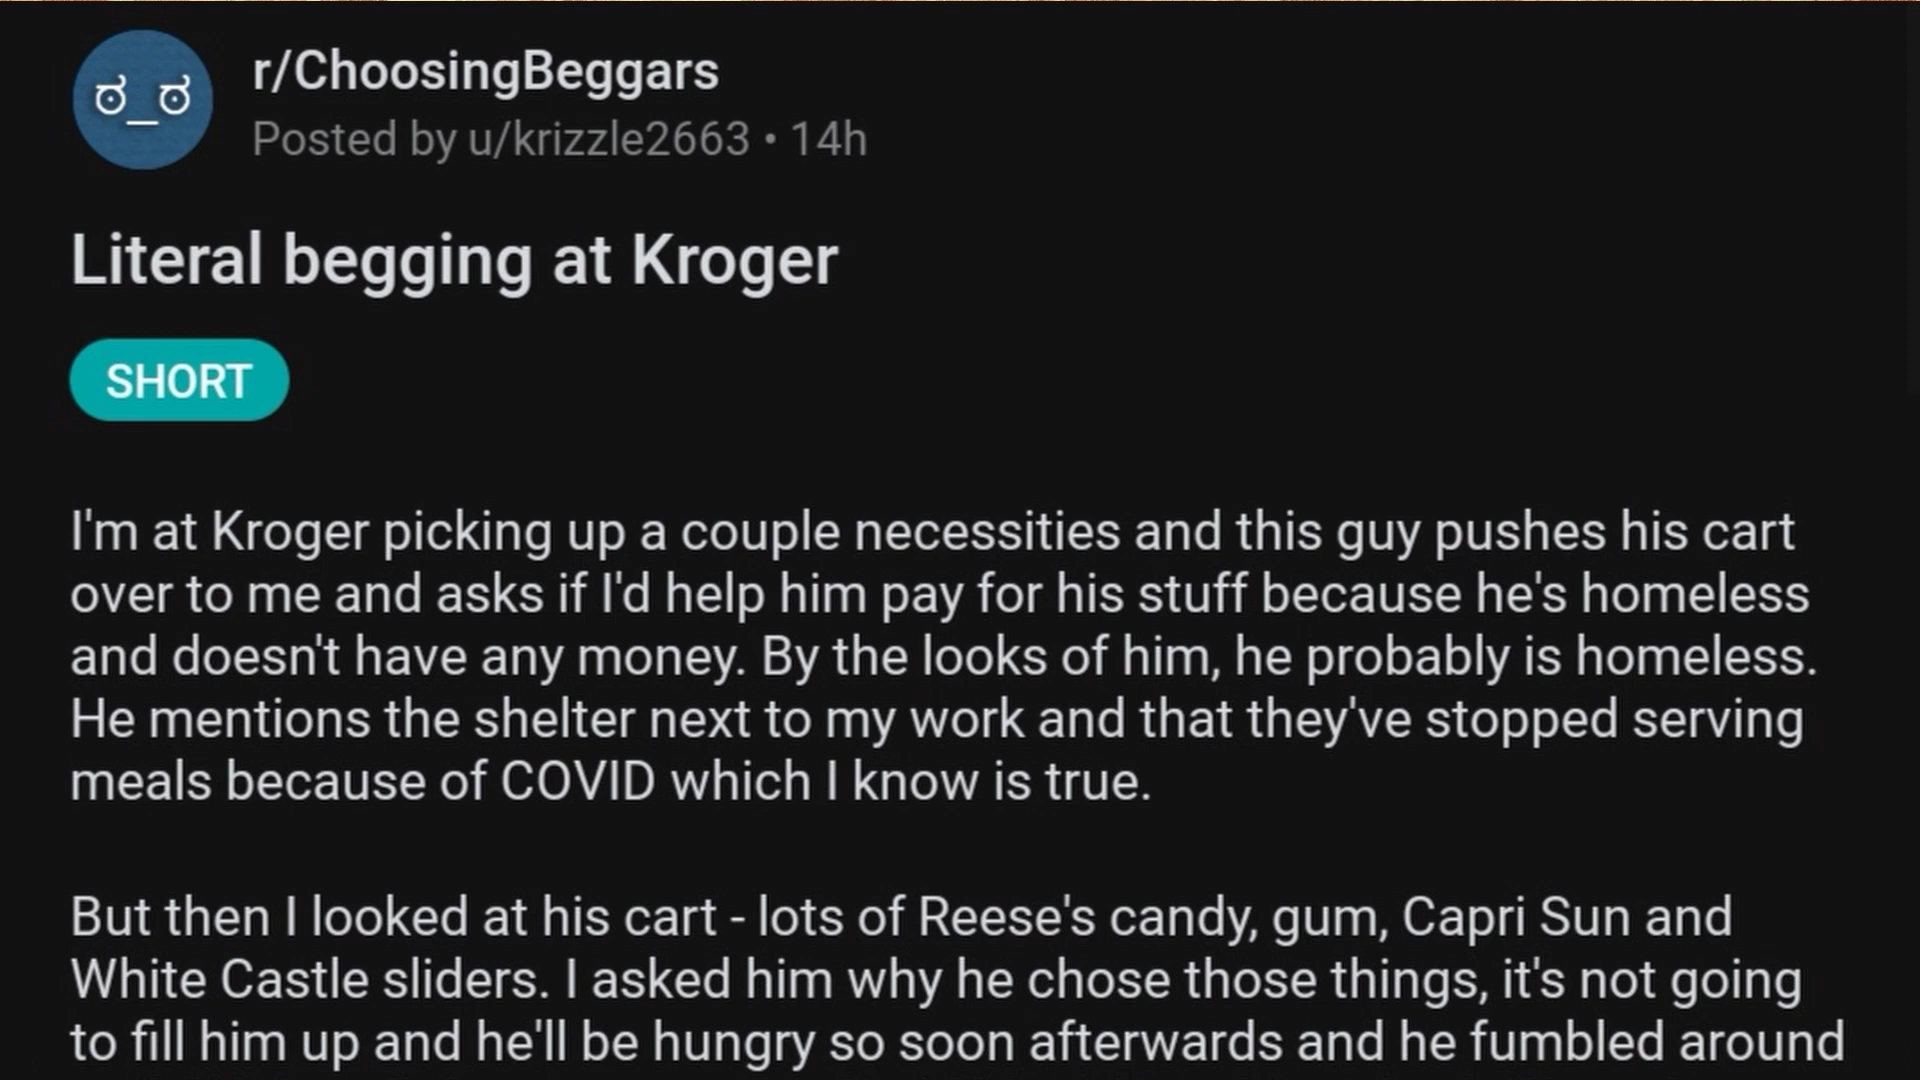 ಠ_ಠ
r/ChoosingBeggars
Posted by u/krizzle2663 • 14h
Literal begging at Kroger
SHORT
I'm at Kroger picking up a couple necessities and this guy pushes his cart
over to me and asks if I'd help him pay for his stuff because he's homeless
and doesn't have any money. By the looks of him, he probably is homeless.
He mentions the shelter next to my work and that they've stopped serving
meals because of COVID which I know is true.
But then I looked at his cart - lots of Reese's candy, gum, Capri Sun and
White Castle sliders. I asked him why he chose those things, it's not going
to fill him up and he'll be hungry so soon afterwards and he fumbled around